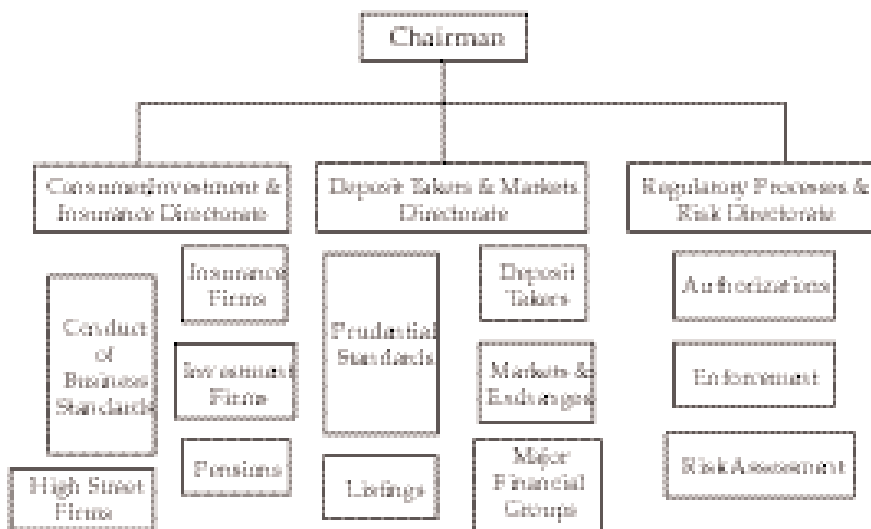 Chairman
Consumer/Investment &
Insurance Directorate
Deposit Takers & Markets
Directorate
Regulatory Processes &
Risk Directorate
Conduct
of
Business
Standards
High Street
Firms
Insurance
Firms
Investment
Firms
Pensions
Prudential
Standards
Listings
Deposit
Takers
Markets &
Exchanges
Major
Financial
Groups
Authorizations
Enforcement
Risk Assessment